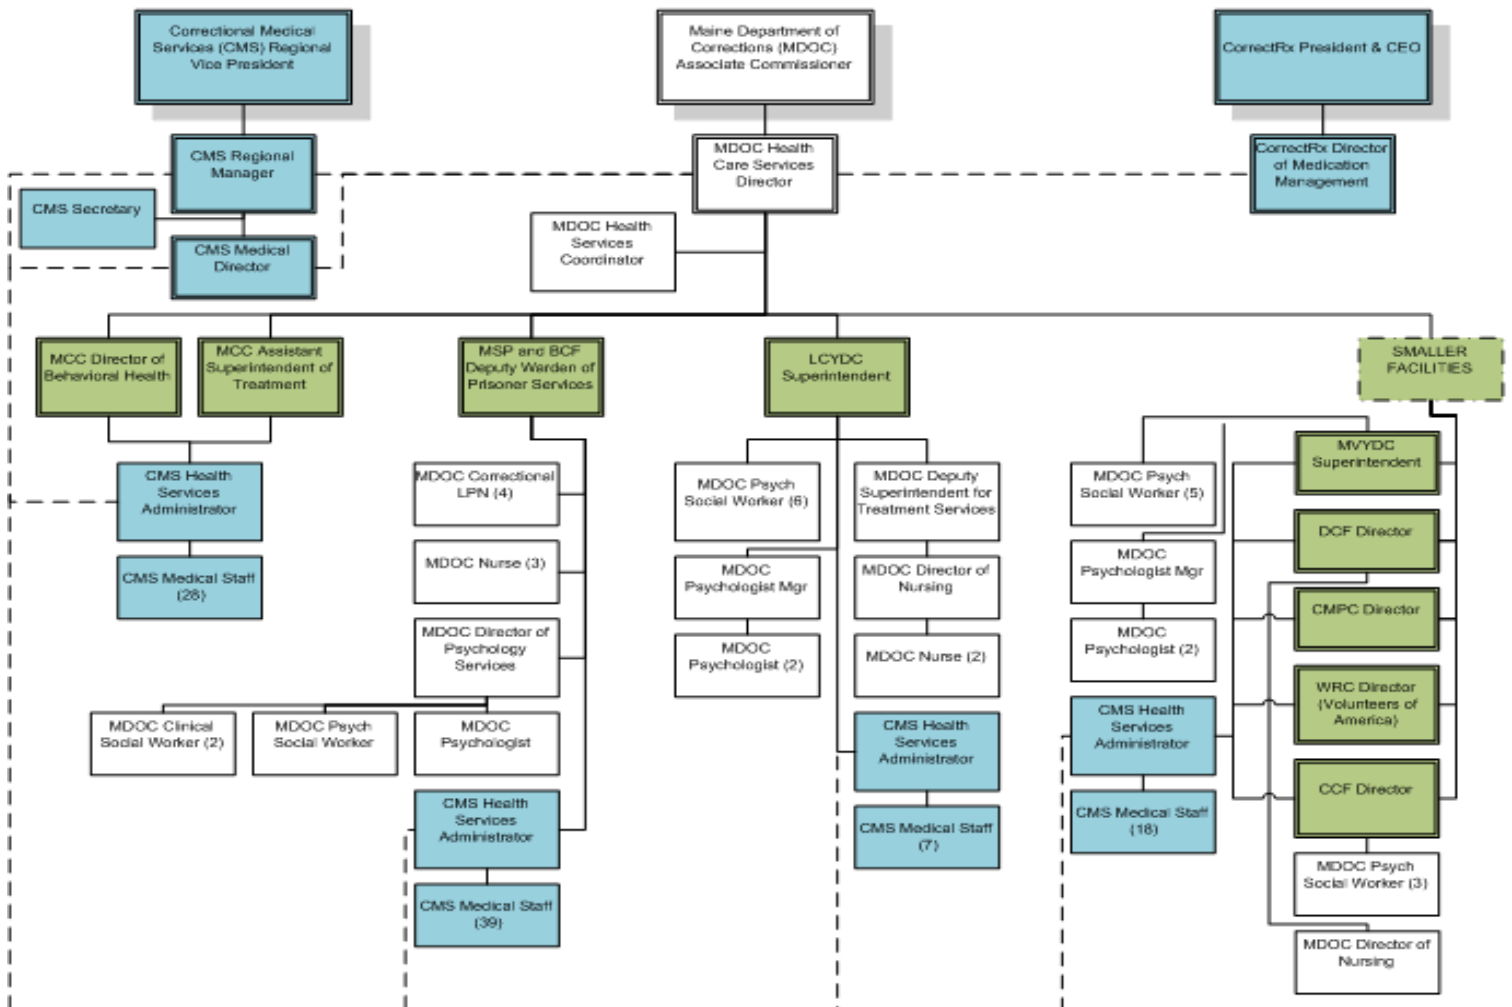 Correctional Medical
Services (CMS) Regional
Vice President
Maine Department of
Corrections (MDOC)
Associate Commissioner
CorrectRx President & CEO
CMS Regional
Manager
MDOC Health
Care Services
Director
CorrectRx Director
of Medication
Management
CMS Secretary
MDOC Health
Services
Coordinator
CMS Medical
Director
MCC Director of
Behavioral Health
MCC Assistant
Superintendent of
Treatment
MSP and BCF
Deputy Warden of
Prisoner Services
LCYDC
Superintendent
SMALLER
FACILITIES
CMS Health
Services
Administrator
CMS Medical Staff
(28)
MDOC Correctional
LPN (4)
MDOC Nurse (3)
MDOC Director of
Psychology
Services
MDOC Clinical
Social Worker (2)
MDOC Psych
Social Worker
MDOC
Psychologist
CMS Health
Services
Administrator
CMS Medical Staff
(39)
MDOC Psych
Social Worker (6)
MDOC
Psychologist Mgr
MDOC
Psychologist (2)
MDOC Deputy
Superintendent for
Treatment Services
MDOC Director of
Nursing
MDOC Nurse (2)
CMS Health
Services
Administrator
CMS Medical Staff
(7)
MDOC Psych
Social Worker (5)
MDOC
Psychologist Mgr
MDOC
Psychologist (2)
CMS Health
Services
Administrator
CMS Medical Staff
(18)
MVYDC
Superintendent
DCF Director
CMPC Director
WRC Director
(Volunteers of
America)
CCF Director
MDOC Psych
Social Worker (3)
MDOC Director of
Nursing